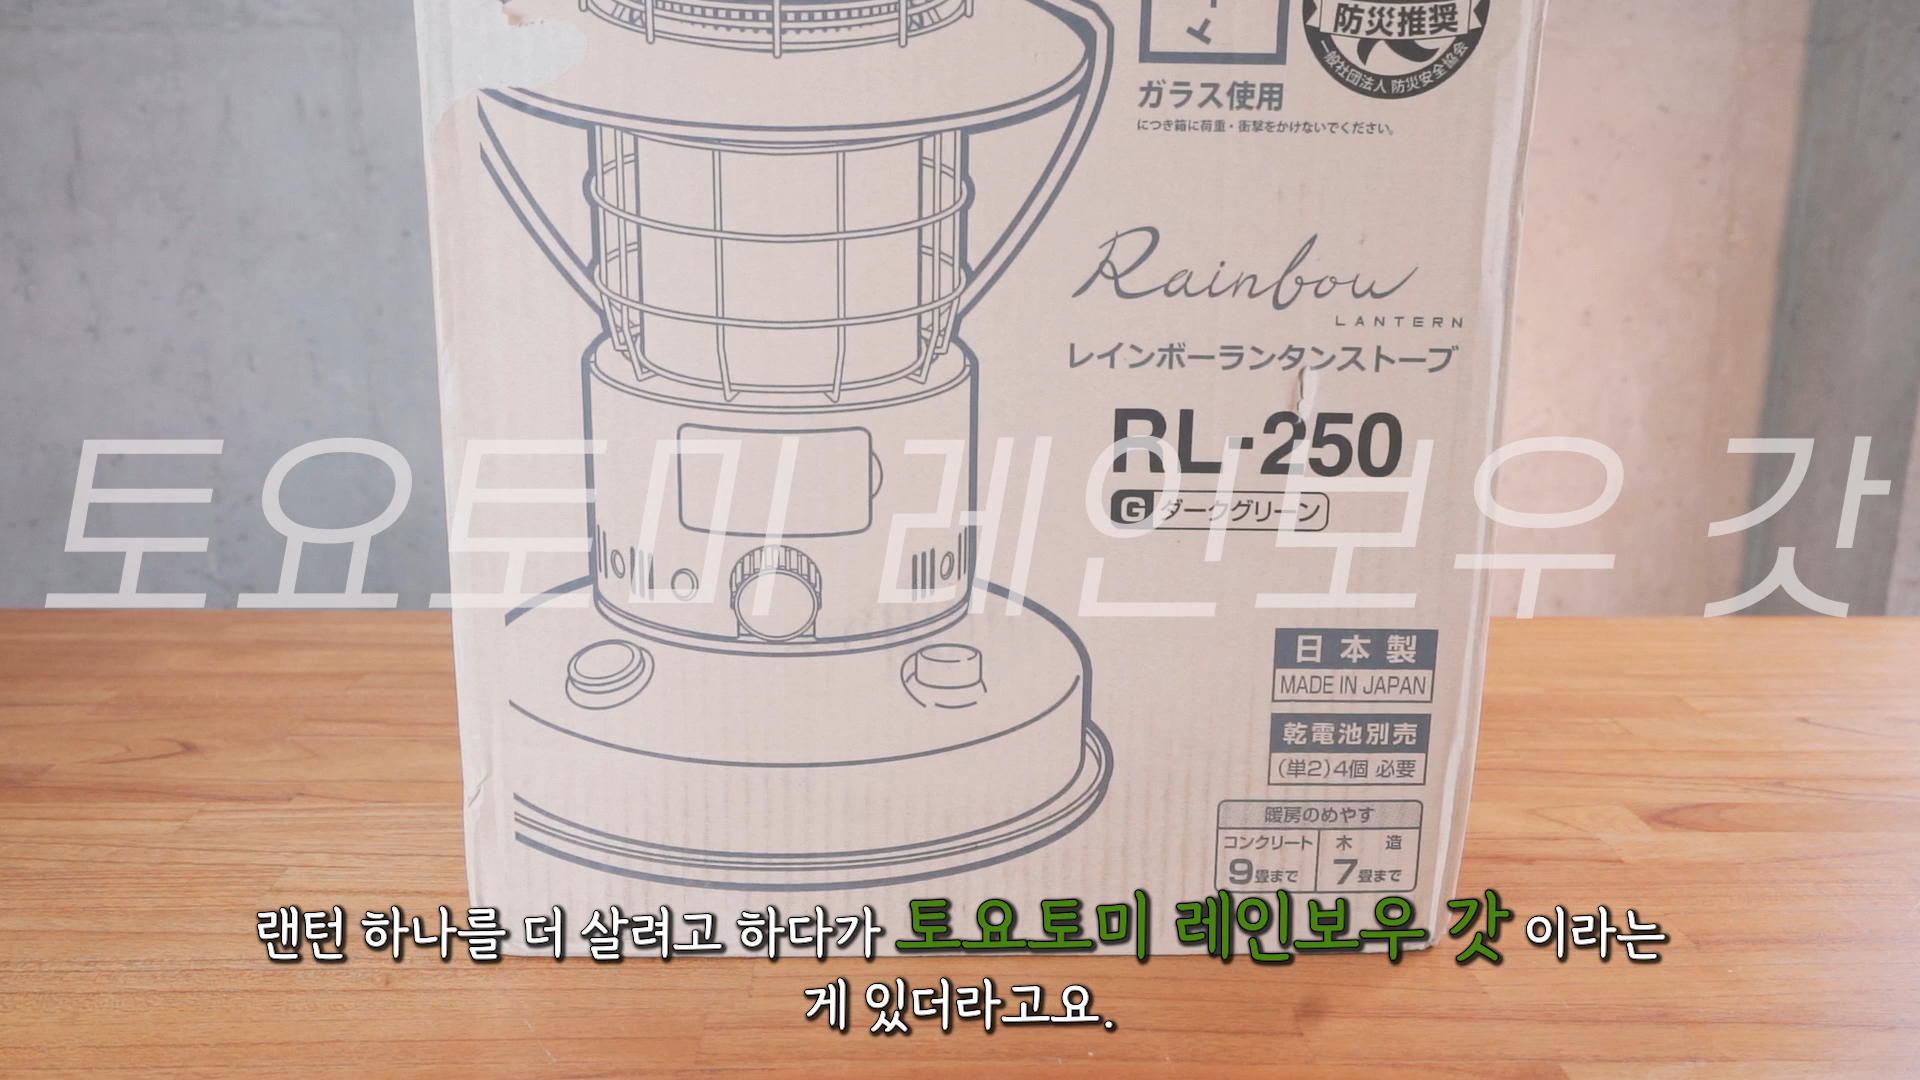 防災推奨
一般社団法人 防災安全協会
ガラス使用
につき箱に荷重・衝撃をかけないでください。
Rainbow
LANTERN
レインボーランタンストーブ
RL-250
G ダークグリーン
토요토미 레인보우 갓
日本製
MADE IN JAPAN
乾電池別売
(単2)4個 必要
暖房のめやす
コンクリート 木造
9畳まで 7畳まで
랜턴 하나를 더 살려고 하다가 토요토미 레인보우 갓 이라는
게 있더라고요.